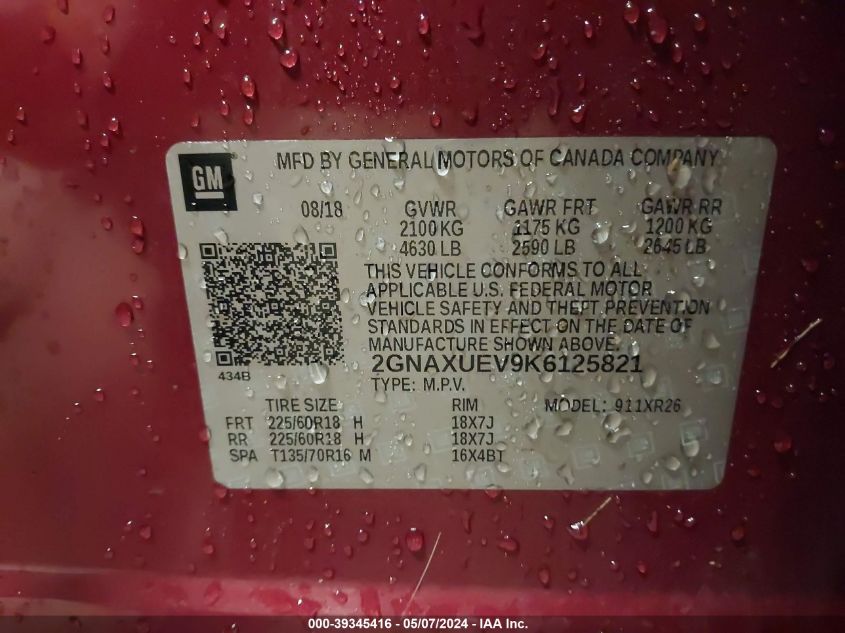 GM
MFD BY GENERAL MOTORS OF CANADA COMPANY
08/18 GVWR GAWR FRT GAWR RR
2100 KG 1175 KG 1200 KG
4630 LB 2590 LB 2645 LB
THIS VEHICLE CONFORMS TO ALL
APPLICABLE U.S. FEDERAL MOTOR
VEHICLE SAFETY AND THEFT PREVENTION
STANDARDS IN EFFECT ON THE DATE OF
MANUFACTURE SHOWN ABOVE.
2GNAXUEV9K6125821
434B
TYPE: M.P.V.
TIRE SIZE RIM MODEL: 911XR26
FRT 225/60R18 H 18X7J
RR 225/60R18 H 18X7J
SPA T135/70R16 M 16X4BT
000-39345416 - 05/07/2024 - IAA Inc.